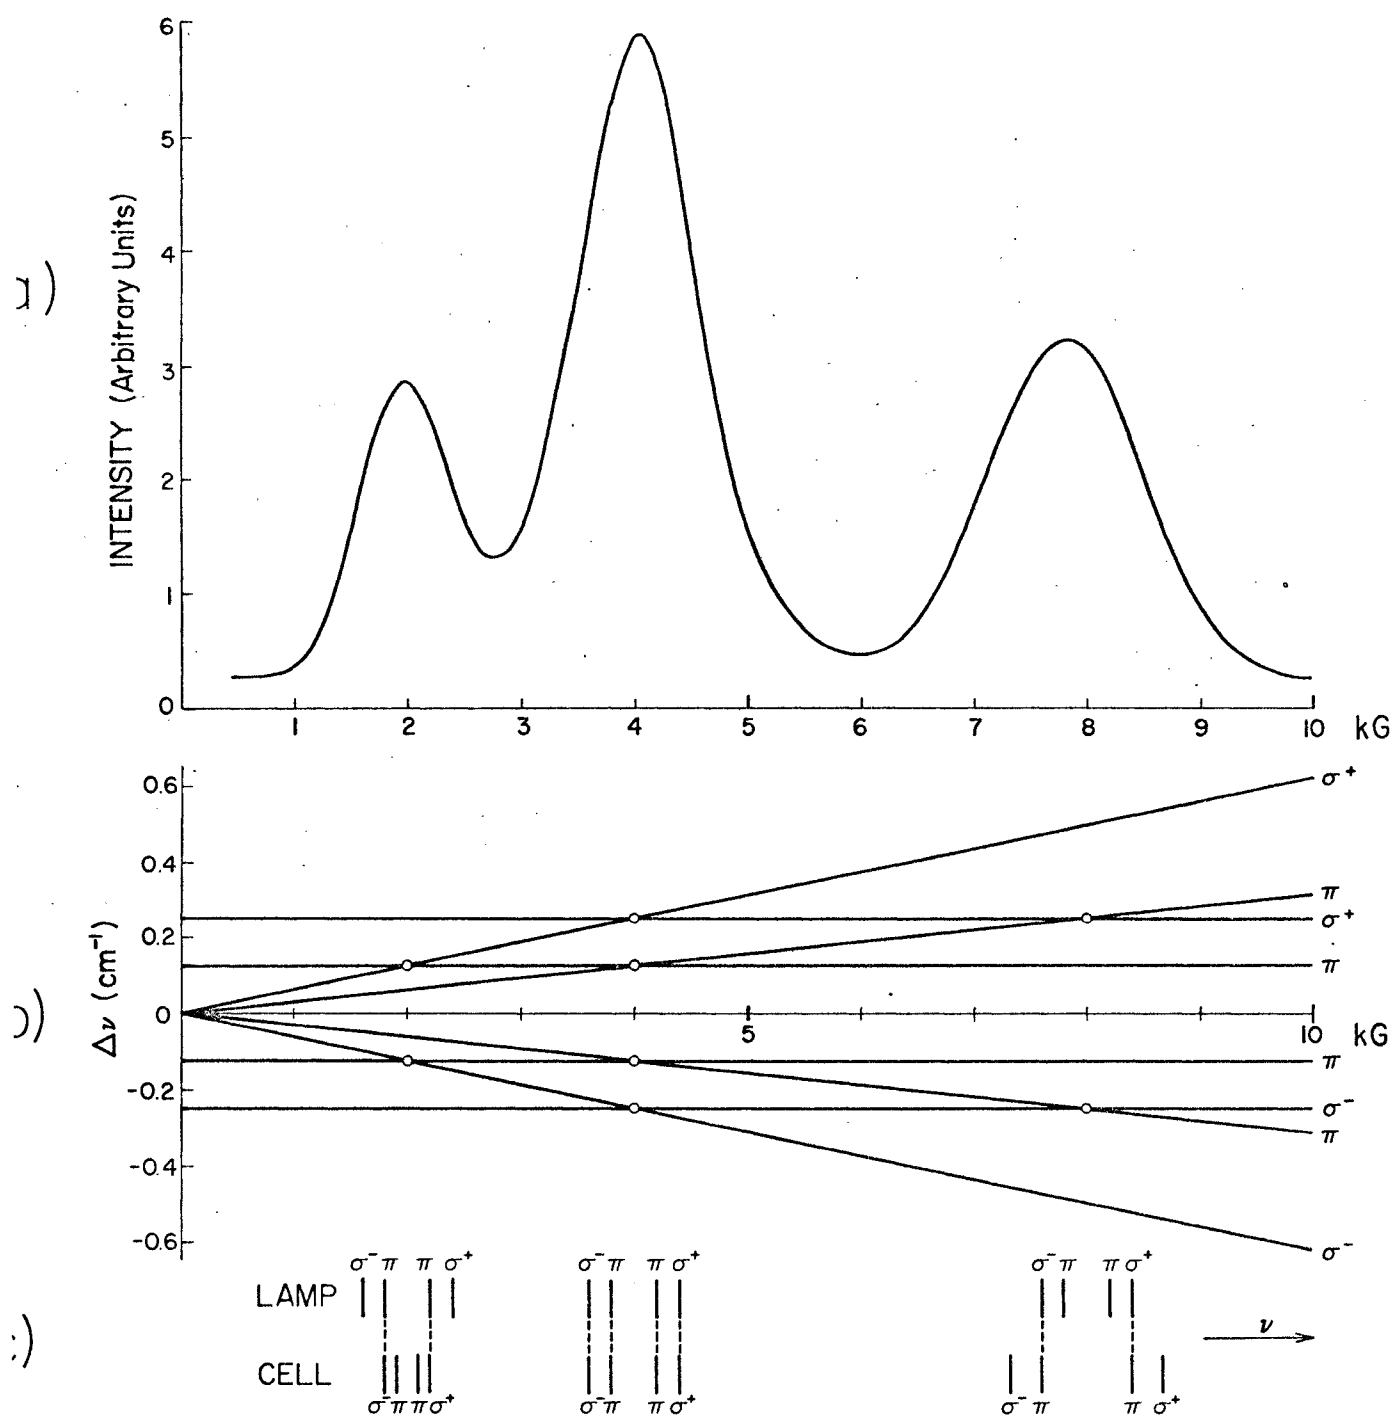 6
5
4
3
2
1
0
INTENSITY (Arbitrary Units)
1 2 3 4 5 6 7 8 9 10 kG
0.6
0.4
0.2
0
-0.2
-0.4
-0.6
Δν (cm⁻¹)
σ⁺
π
σ⁺
π
5 10 kG
π
σ⁻
π
σ⁻
σ⁻ π π σ⁺ σ⁻ π π σ⁺ σ⁻ π π σ⁺
LAMP
ν
CELL
σ⁻ π π σ⁺ σ⁻ π π σ⁺ σ⁻ π π σ⁺